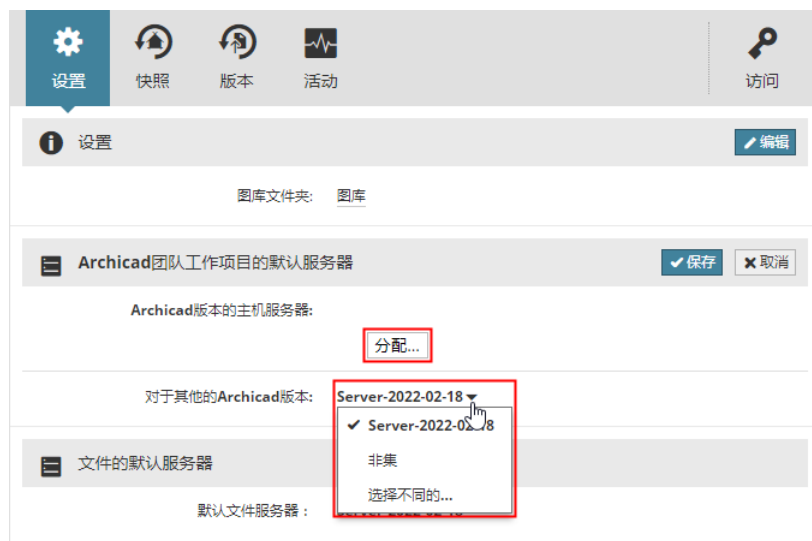 设置
快照
版本
活动
访问
设置
编辑
图库文件夹: 图库
Archicad团队工作项目的默认服务器
保存
取消
Archicad版本的主机服务器:
分配...
对于其他的Archicad版本: Server-2022-02-18
Server-2022-02-18
非集
文件的默认服务器
选择不同的...
默认文件服务器：